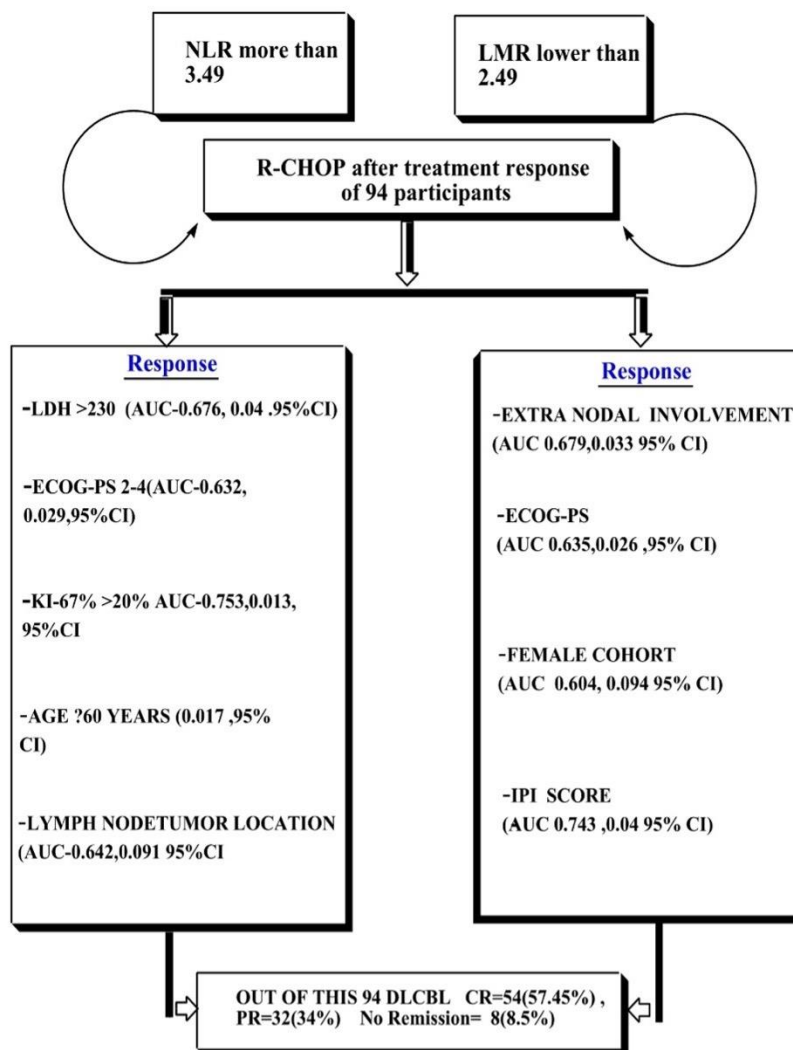 NLR more than
3.49
LMR lower than
2.49
R-CHOP after treatment response
of 94 participants
Response
-LDH >230 (AUC-0.676, 0.04 .95%CI)
-ECOG-PS 2-4(AUC-0.632,
0.029,95%CI)
-KI-67% >20% AUC-0.753,0.013,
95%CI
-AGE ?60 YEARS (0.017 ,95%
CI)
-LYMPH NODETUMOR LOCATION
(AUC-0.642,0.091 95%CI
Response
-EXTRA NODAL INVOLVEMENT
(AUC 0.679,0.033 95% CI)
-ECOG-PS
(AUC 0.635,0.026 ,95% CI)
-FEMALE COHORT
(AUC 0.604, 0.094 95% CI)
-IPI SCORE
(AUC 0.743 ,0.04 95% CI)
OUT OF THIS 94 DLCBL CR=54(57.45%) ,
PR=32(34%) No Remission= 8(8.5%)